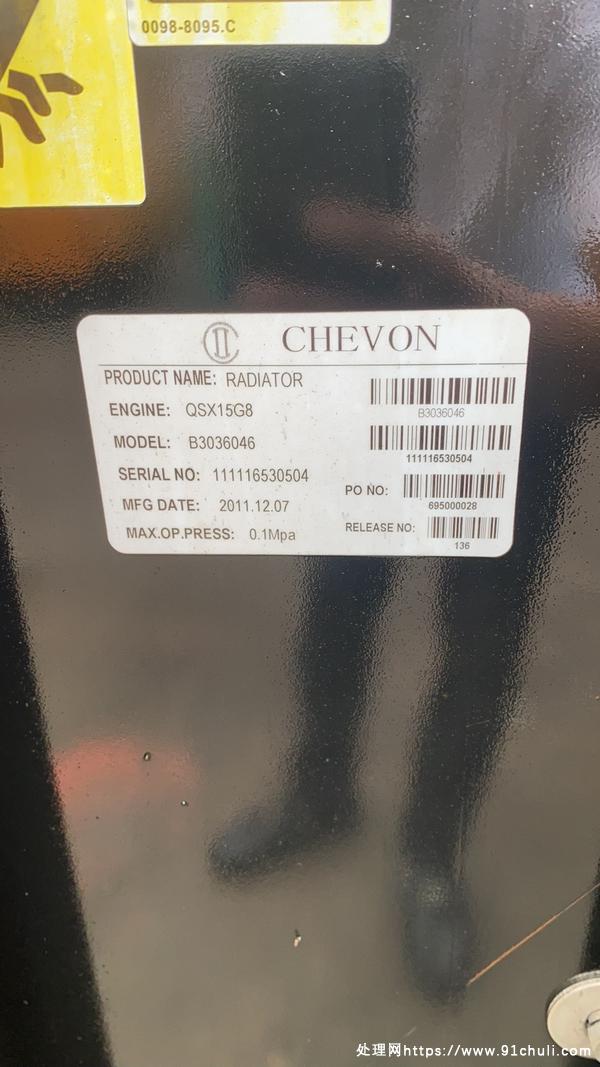 0098-8095.C
CHEVON
PRODUCT NAME: RADIATOR
ENGINE: QSX15G8
B3036046
MODEL: B3036046
111116530504
SERIAL NO: 111116530504
PO NO:
695000028
MFG DATE: 2011.12.07
RELEASE NO:
136
MAX.OP.PRESS: 0.1Mpa
处理网https://www.91chuli.com